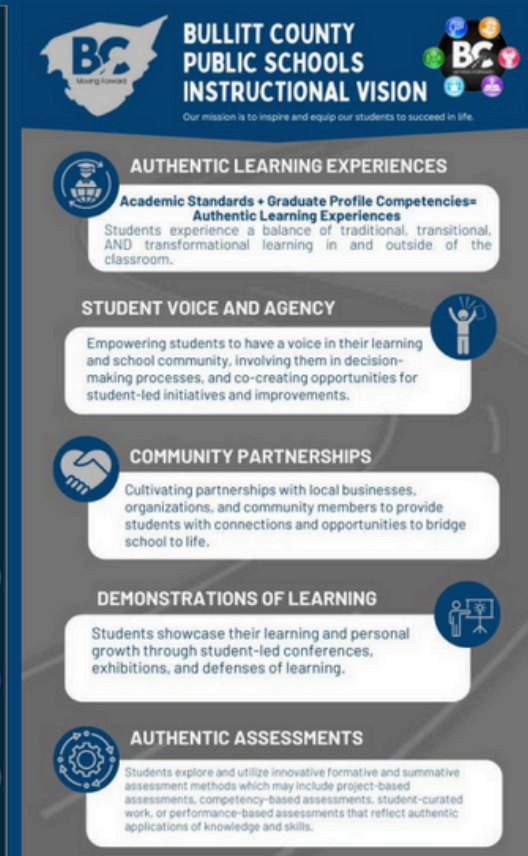 BC
Moving Forward
BULLITT COUNTY
PUBLIC SCHOOLS
INSTRUCTIONAL VISION
BC
MOVING FORWARD
Our mission is to inspire and equip our students to succeed in life.
AUTHENTIC LEARNING EXPERIENCES
Academic Standards + Graduate Profile Competencies=
Authentic Learning Experiences
Students experience a balance of traditional, transitional,
AND transformational learning in and outside of the
classroom.
STUDENT VOICE AND AGENCY
Empowering students to have a voice in their learning
and school community, involving them in decision-
making processes, and co-creating opportunities for
student-led initiatives and improvements.
COMMUNITY PARTNERSHIPS
Cultivating partnerships with local businesses,
organizations, and community members to provide
students with connections and opportunities to bridge
school to life.
DEMONSTRATIONS OF LEARNING
Students showcase their learning and personal
growth through student-led conferences,
exhibitions, and defenses of learning.
AUTHENTIC ASSESSMENTS
Students explore and utilize innovative formative and summative
assessment methods which may include project-based
assessments, competency-based assessments, student-curated
work, or performance-based assessments that reflect authentic
applications of knowledge and skills.